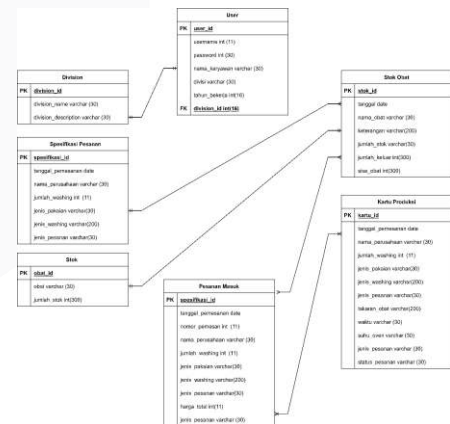 User
PK user_id
username int (11)
password int (30)
nama_karyawan varchar (30)
divisi varchar (30)
tahun_bekerja int(16)
FK division_id int(16)
Division
PK division_id
division_name varchar (30)
division_description varchar (30)
Spesifikasi Pesanan
PK spesifikasi_id
tanggal_pemesanan date
nama_perusahaan varchar (30)
jumlah_washing int (11)
jenis_pakaian varchar(30)
jenis_washing varchar(200)
jenis_pesanan varchar(30)
Stok
PK obat_id
obat varchar (30)
jumlah_stok int(300)
Pesanan Masuk
PK spesifikasi_id
tanggal_pemesanan date
nomor_pemesan int (11)
nama_perusahaan varchar (30)
jumlah_washing int (11)
jenis_pakaian varchar(30)
jenis_washing varchar(200)
jenis_pesanan varchar(30)
harga_total int(11)
jenis_pesanan varchar (30)
Stok Obat
PK stok_id
tanggal date
nama_obat varchar (30)
keterangan varchar(200)
jumlah_stok varchar(30)
jumlah_keluar int(300)
sisa_obat int(300)
Kartu Produksi
PK kartu_id
tanggal_pemesanan date
nama_perusahaan varchar (30)
jumlah_washing int (11)
jenis_pakaian varchar(30)
jenis_washing varchar(200)
jenis_pesanan varchar(30)
takaran_obat varchar(200)
waktu varchar (30)
suhu_oven varchar (30)
jenis_pesanan varchar (30)
status_pesanan varchar (30)